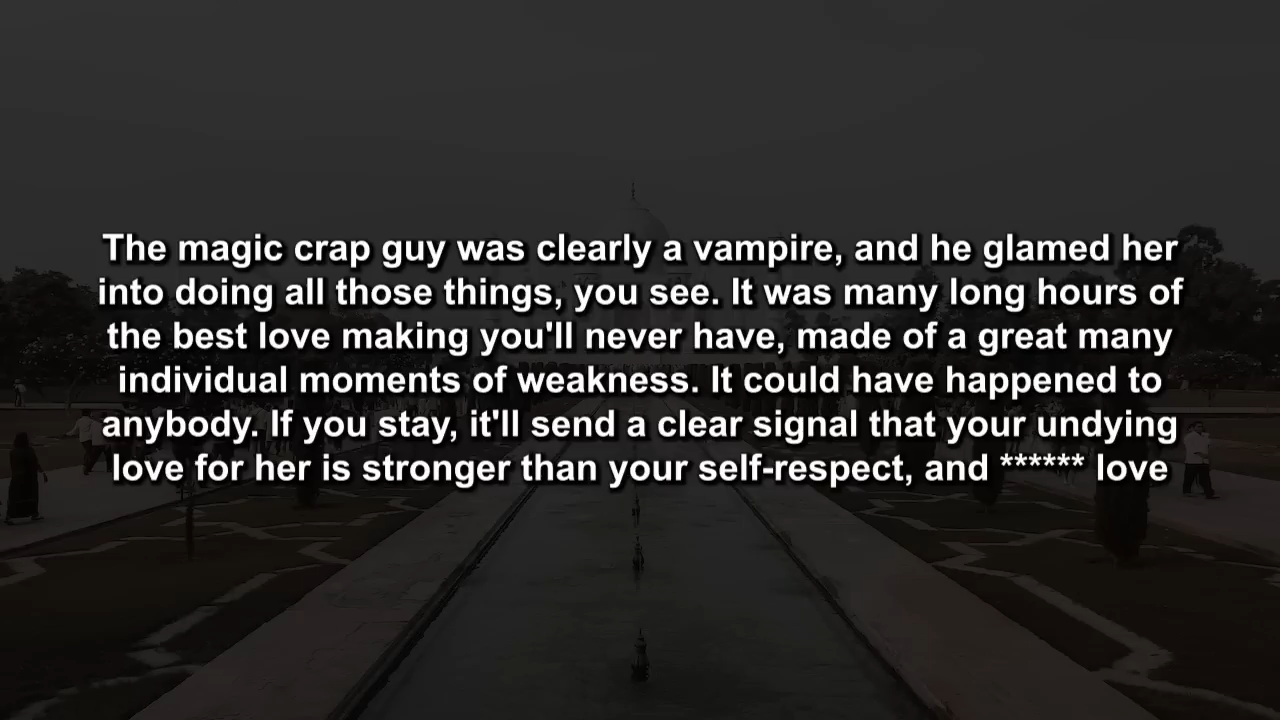 The magic crap guy was clearly a vampire, and he glamed her
into doing all those things, you see. It was many long hours of
the best love making you'll never have, made of a great many
individual moments of weakness. It could have happened to
anybody. If you stay, it'll send a clear signal that your undying
love for her is stronger than your self-respect, and ****** love